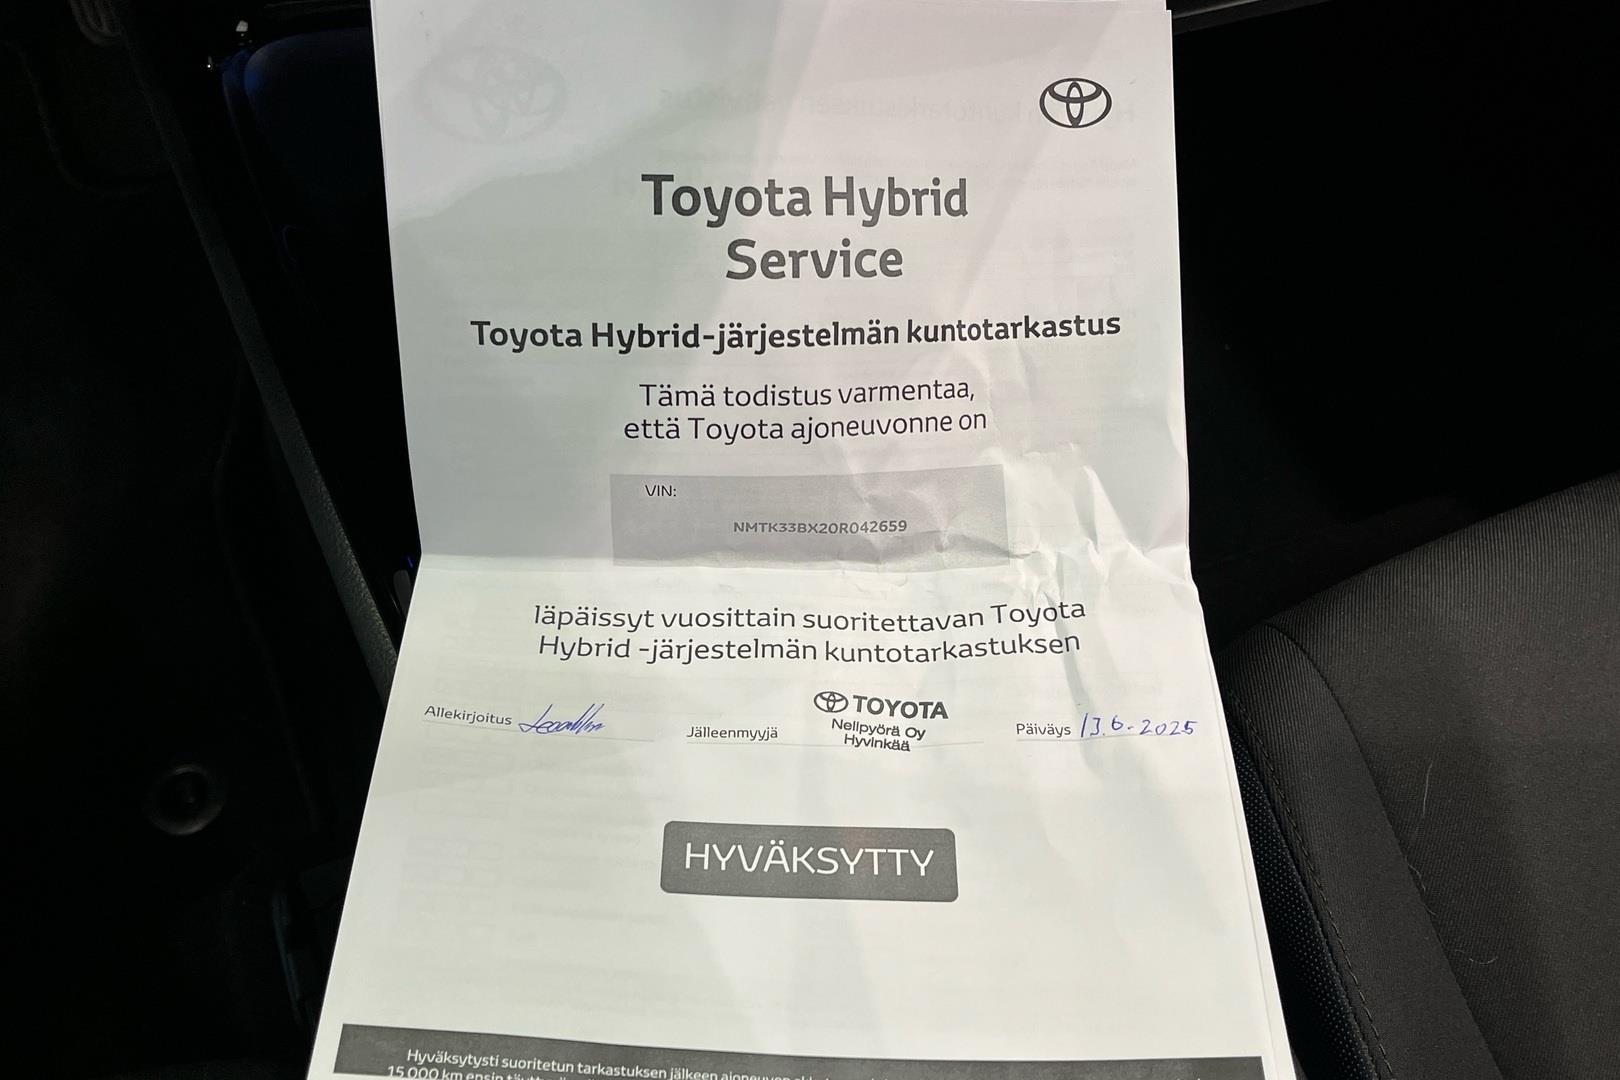 Toyota Hybrid
Service
Toyota Hybrid-järjestelmän kuntotarkastus
Tämä todistus varmentaa,
että Toyota ajoneuvonne on
VIN:
NMTK33BX20R042659
läpäissyt vuosittain suoritettavan Toyota
Hybrid -järjestelmän kuntotarkastuksen
Allekirjoitus
Jälleenmyyjä
TOYOTA
Nelipyörä Oy
Hyvinkää
Päiväys 13.6.2025
HYVÄKSYTTY
Hyväksytysti suoritetun tarkastuksen jälkeen
15 000 km ensin